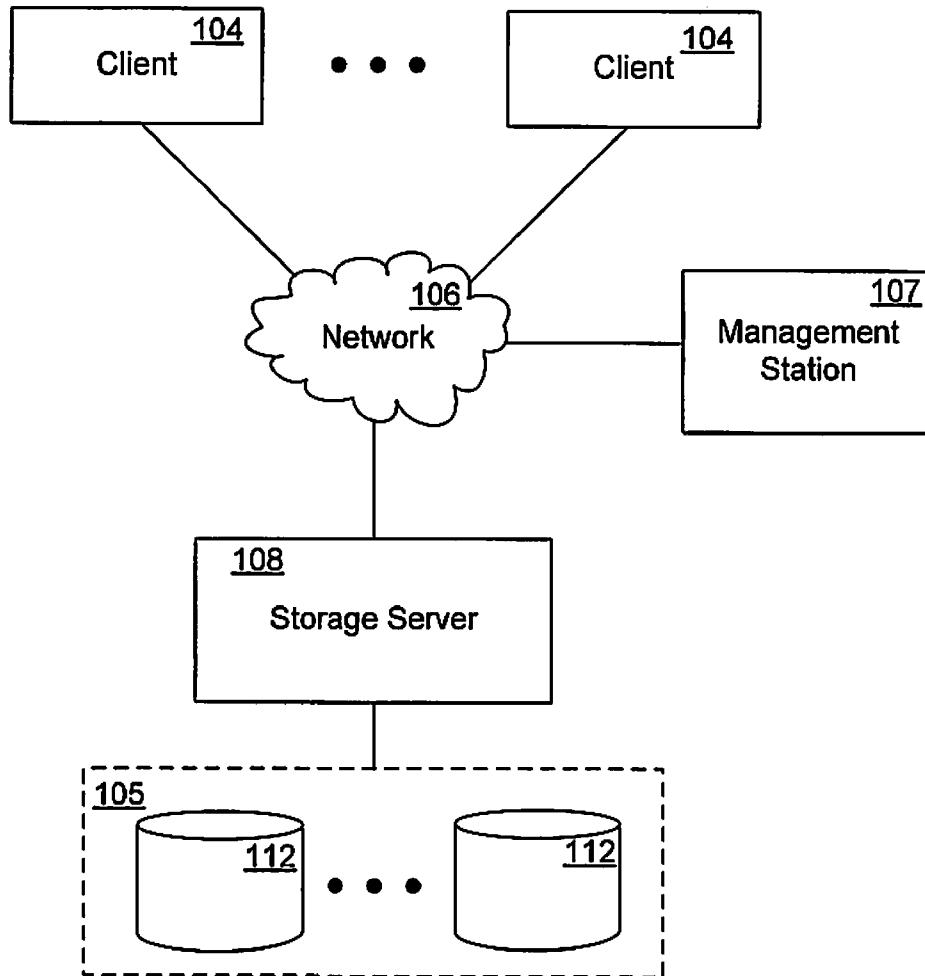 104
Client
104
Client
106
Network
107
Management
Station
108
Storage Server
105
112
112